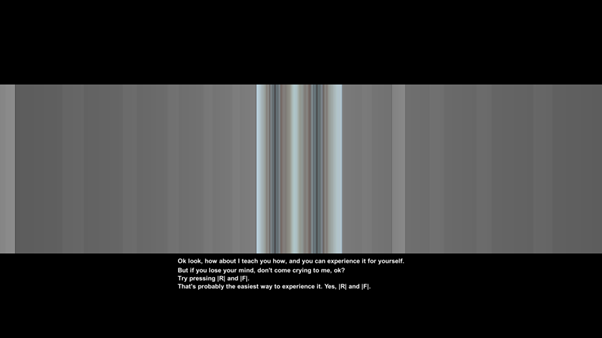 Ok look, how about I teach you how, and you can experience it for yourself.
But if you lose your mind, don't come crying to me, ok?
Try pressing |R| and |F|.
That's probably the easiest way to experience it. Yes, |R| and |F|.